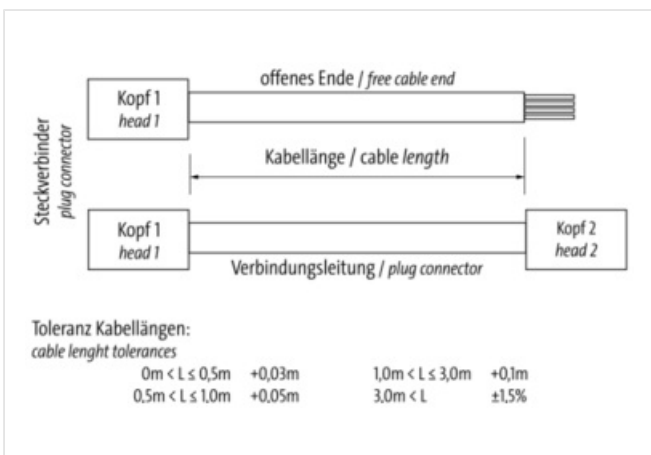 offenes Ende / free cable end
Kopf 1
head 1
Steckverbinder
plug connector
Kabellänge / cable length
Kopf 1
head 1
Kopf 2
head 2
Verbindungsleitung / plug connector
Toleranz Kabellängen:
cable lenght tolerances
0m < L ≤ 0,5m +0,03m 1,0m < L ≤ 3,0m +0,1m
0,5m < L ≤ 1,0m +0,05m 3,0m < L ±1,5%